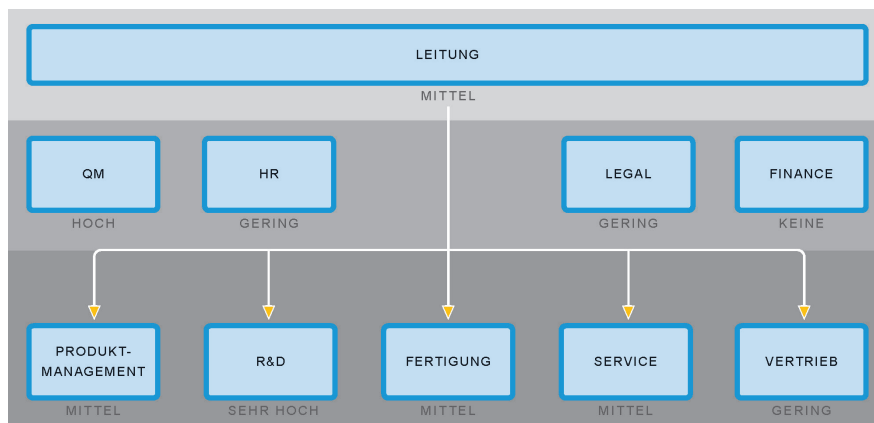 LEITUNG
MITTEL
QM
HR
LEGAL
FINANCE
HOCH
GERING
GERING
KEINE
PRODUKT-
MANAGEMENT
R&D
FERTIGUNG
SERVICE
VERTRIEB
MITTEL
SEHR HOCH
MITTEL
MITTEL
GERING